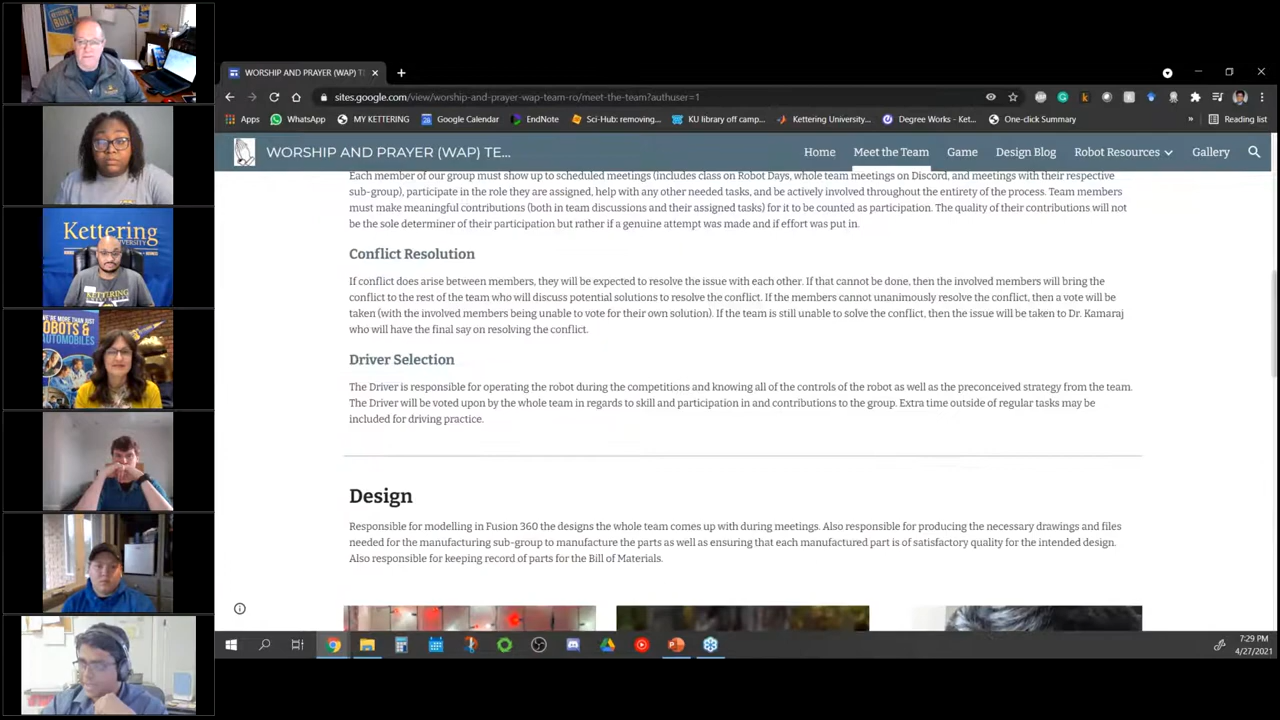 WORSHIP AND PRAYER (WAP) T
sites.google.com/view/worship-and-prayer-wap-team-ro/meet-the-team?authuser=1
Apps WhatsApp MY KETTERING Google Calendar EndNote Sci-Hub: removing... KU library off camp... Kettering University... Degree Works - Ket... One-click Summary » Reading list
WORSHIP AND PRAYER (WAP) TE... Home Meet the Team Game Design Blog Robot Resources Gallery
Each member of our group must show up to scheduled meetings (includes class on Robot Days, whole team meetings on Discord, and meetings with their respective
sub-group), participate in the role they are assigned, help with any other needed tasks, and be actively involved throughout the entirety of the process. Team members
must make meaningful contributions (both in team discussions and their assigned tasks) for it to be counted as participation. The quality of their contributions will not
be the sole determiner of their participation but rather if a genuine attempt was made and if effort was put in.
Conflict Resolution
If conflict does arise between members, they will be expected to resolve the issue with each other. If that cannot be done, then the involved members will bring the
conflict to the rest of the team who will discuss potential solutions to resolve the conflict. If the members cannot unanimously resolve the conflict, then a vote will be
taken (with the involved members being unable to vote for their own solution). If the team is still unable to solve the conflict, then the issue will be taken to Dr. Kamaraj
who will have the final say on resolving the conflict.
Driver Selection
The Driver is responsible for operating the robot during the competitions and knowing all of the controls of the robot as well as the preconceived strategy from the team.
The Driver will be voted upon by the whole team in regards to skill and participation in and contributions to the group. Extra time outside of regular tasks may be
included for driving practice.
Design
Responsible for modelling in Fusion 360 the designs the whole team comes up with during meetings. Also responsible for producing the necessary drawings and files
needed for the manufacturing sub-group to manufacture the parts as well as ensuring that each manufactured part is of satisfactory quality for the intended design.
Also responsible for keeping record of parts for the Bill of Materials.
7:29 PM
4/27/2021
BUILT
Kettering
UNIVERSITY
KETTERING
WE'RE MORE THAN JUST
ROBOTS &
AUTOMOBILES